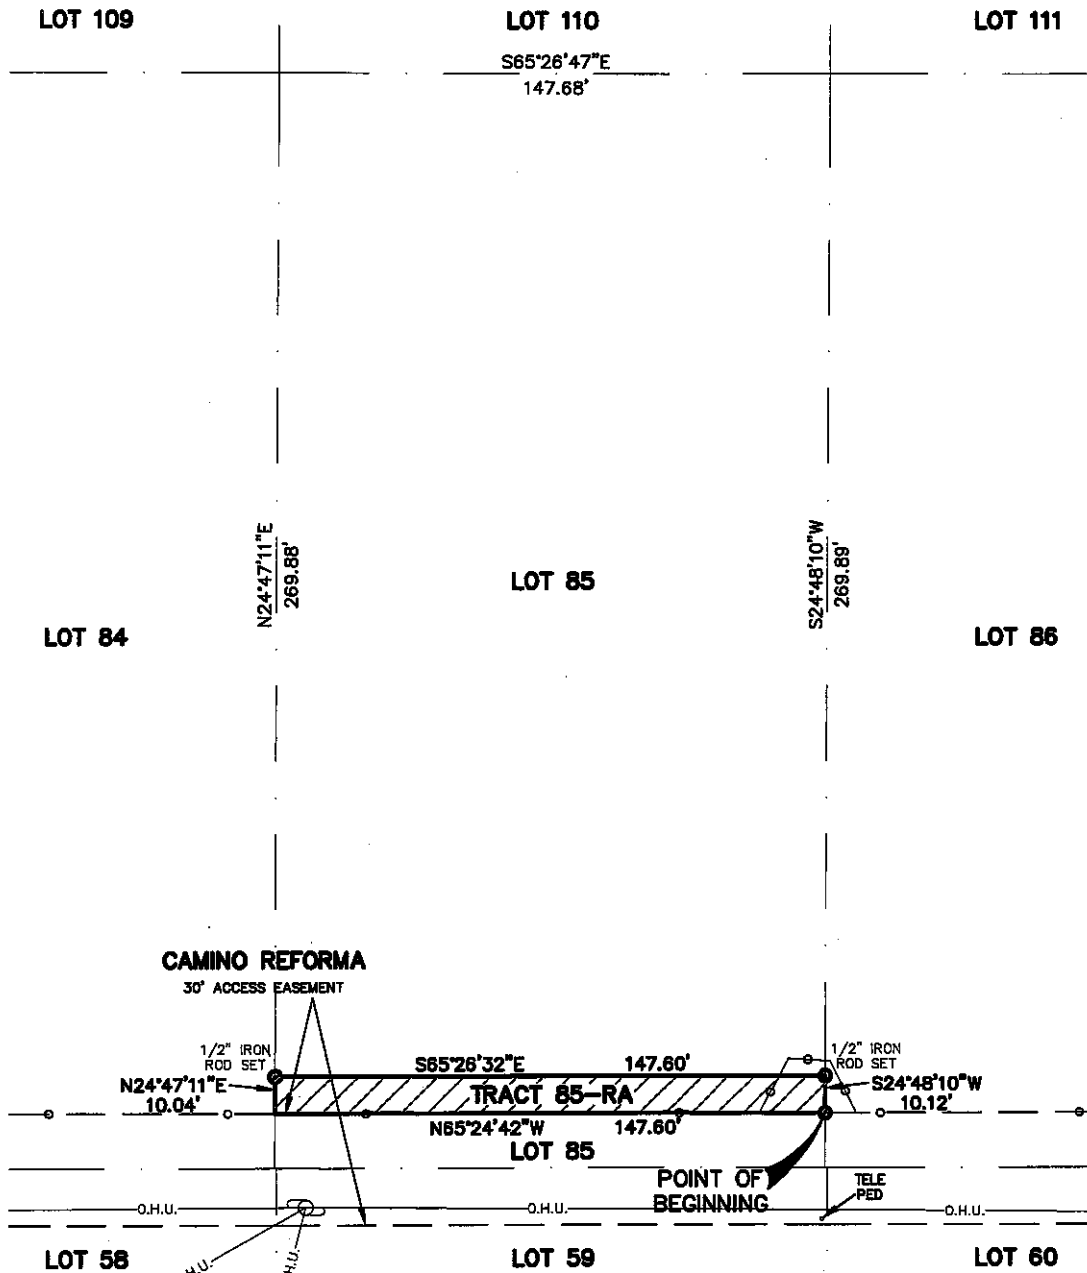 LOT 109
LOT 110
LOT 111
S65°26'47"E
147.68'
N24°47'11"E
269.88'
S24°48'10"W
269.89'
LOT 85
LOT 84
LOT 86
CAMINO REFORMA
30' ACCESS EASEMENT
1/2" IRON
ROD SET
1/2" IRON
ROD SET
S65°26'32"E 147.60'
N24°47'11"E
10.04'
TRACT 85-RA
S24°48'10"W
10.12'
N65°24'42"W 147.60'
LOT 85
POINT OF
BEGINNING
TELE
PED
O.H.U.
O.H.U.
O.H.U.
H.U.
H.U.
LOT 58
LOT 59
LOT 60